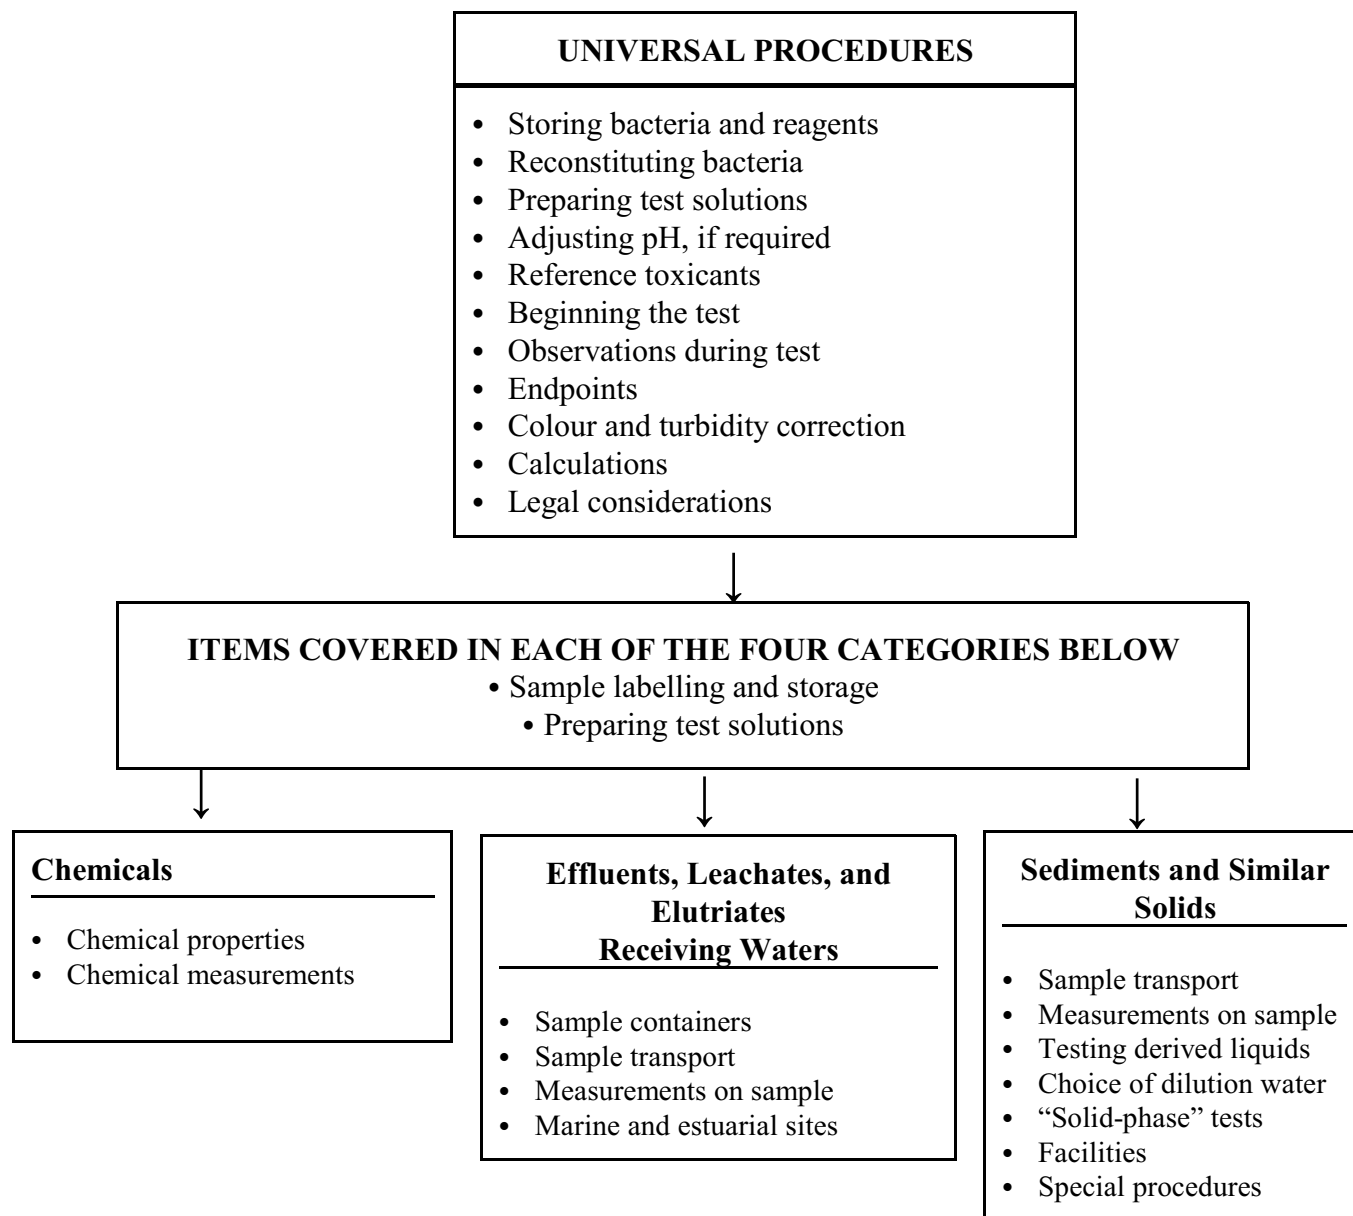 UNIVERSAL PROCEDURES
• Storing bacteria and reagents
• Reconstituting bacteria
• Preparing test solutions
• Adjusting pH, if required
• Reference toxicants
• Beginning the test
• Observations during test
• Endpoints
• Colour and turbidity correction
• Calculations
• Legal considerations
ITEMS COVERED IN EACH OF THE FOUR CATEGORIES BELOW
• Sample labelling and storage
• Preparing test solutions
Chemicals
• Chemical properties
• Chemical measurements
Effluents, Leachates, and
Elutriates
Receiving Waters
• Sample containers
• Sample transport
• Measurements on sample
• Marine and estuarial sites
Sediments and Similar
Solids
• Sample transport
• Measurements on sample
• Testing derived liquids
• Choice of dilution water
• “Solid-phase” tests
• Facilities
• Special procedures